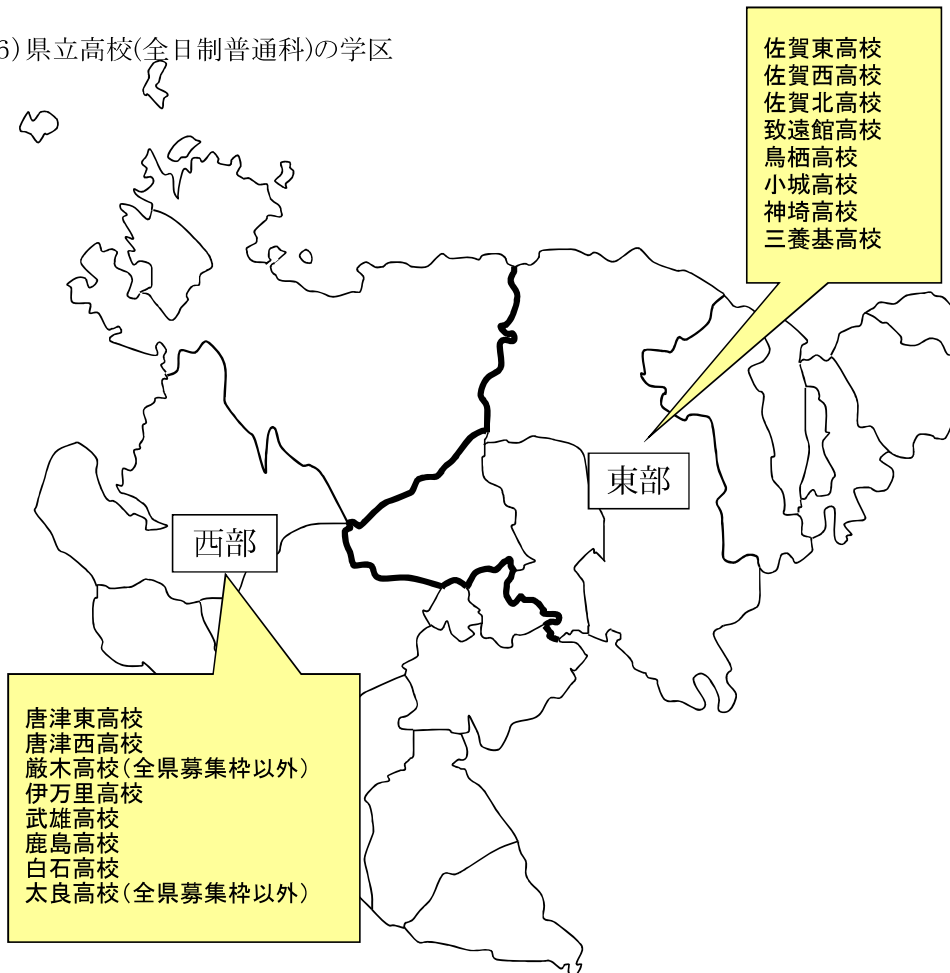 6)県立高校(全日制普通科)の学区
佐賀東高校
佐賀西高校
佐賀北高校
致遠館高校
鳥栖高校
小城高校
神埼高校
三養基高校
東部
西部
唐津東高校
唐津西高校
厳木高校(全県募集枠以外)
伊万里高校
武雄高校
鹿島高校
白石高校
太良高校(全県募集枠以外)